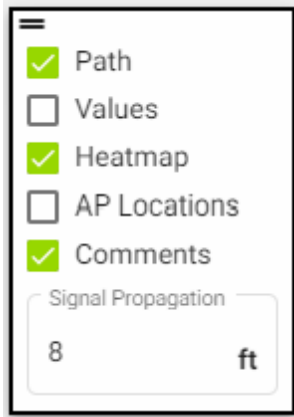 Path
Values
Heatmap
AP Locations
Comments
Signal Propagation
8 ft